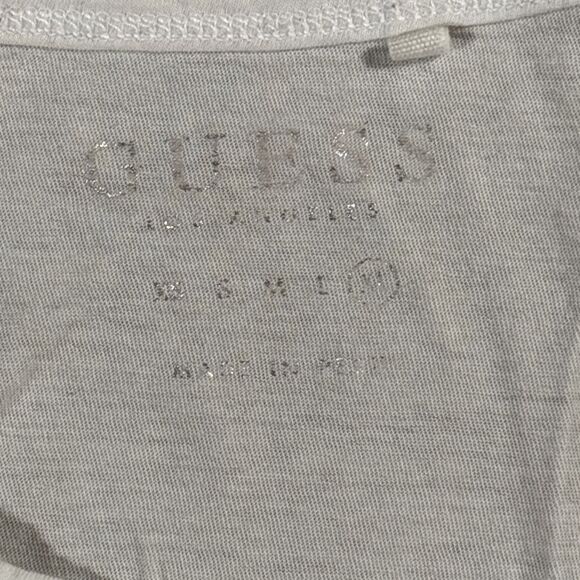 GUESS
LOS ANGELES
XS S M L XL
MADE IN PERU